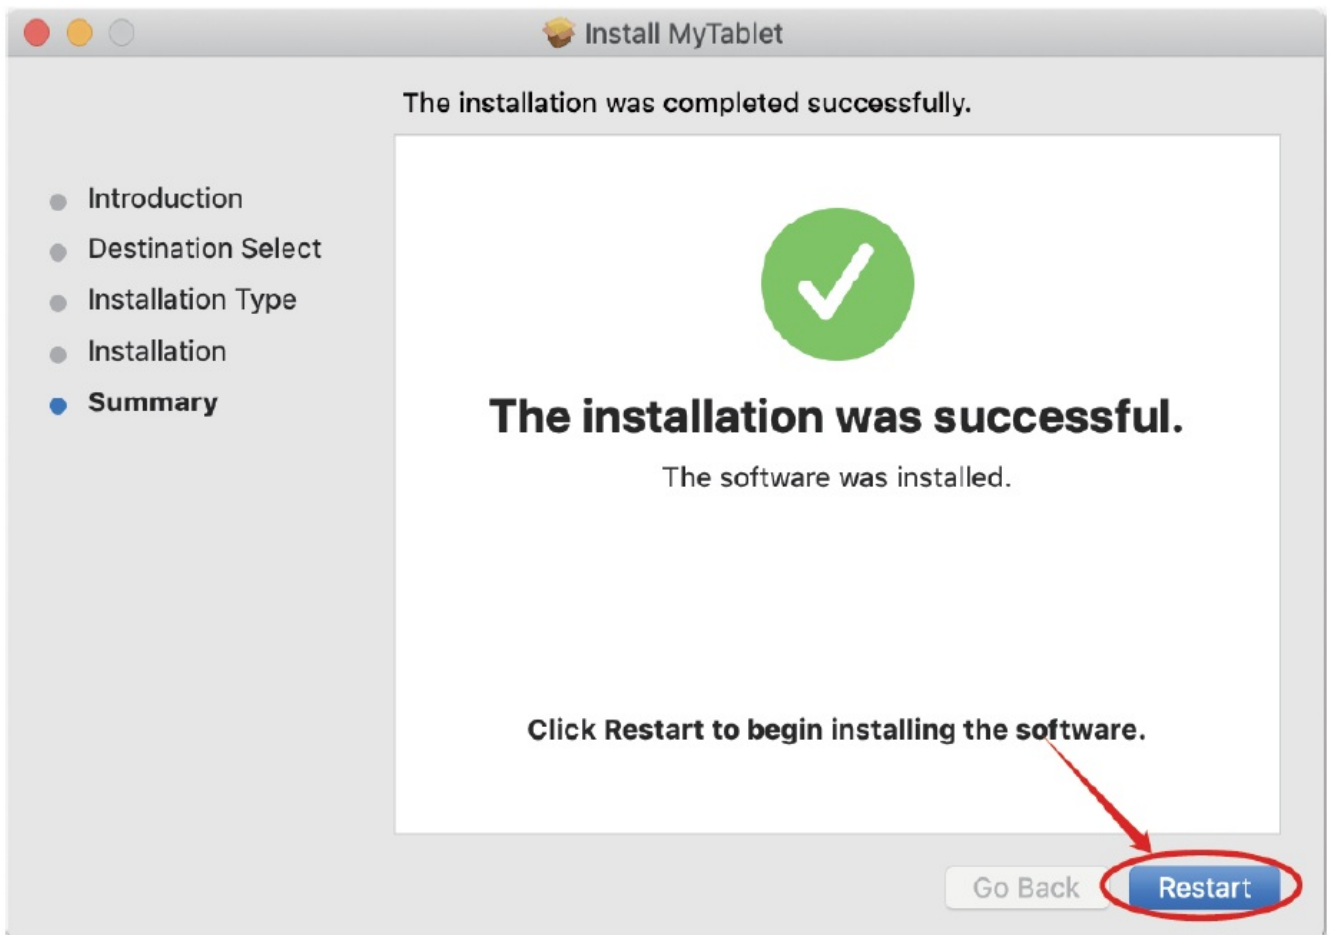 Install MyTablet
The installation was completed successfully.
Introduction
Destination Select
Installation Type
Installation
Summary
The installation was successful.
The software was installed.
Click Restart to begin installing the software.
Go Back
Restart